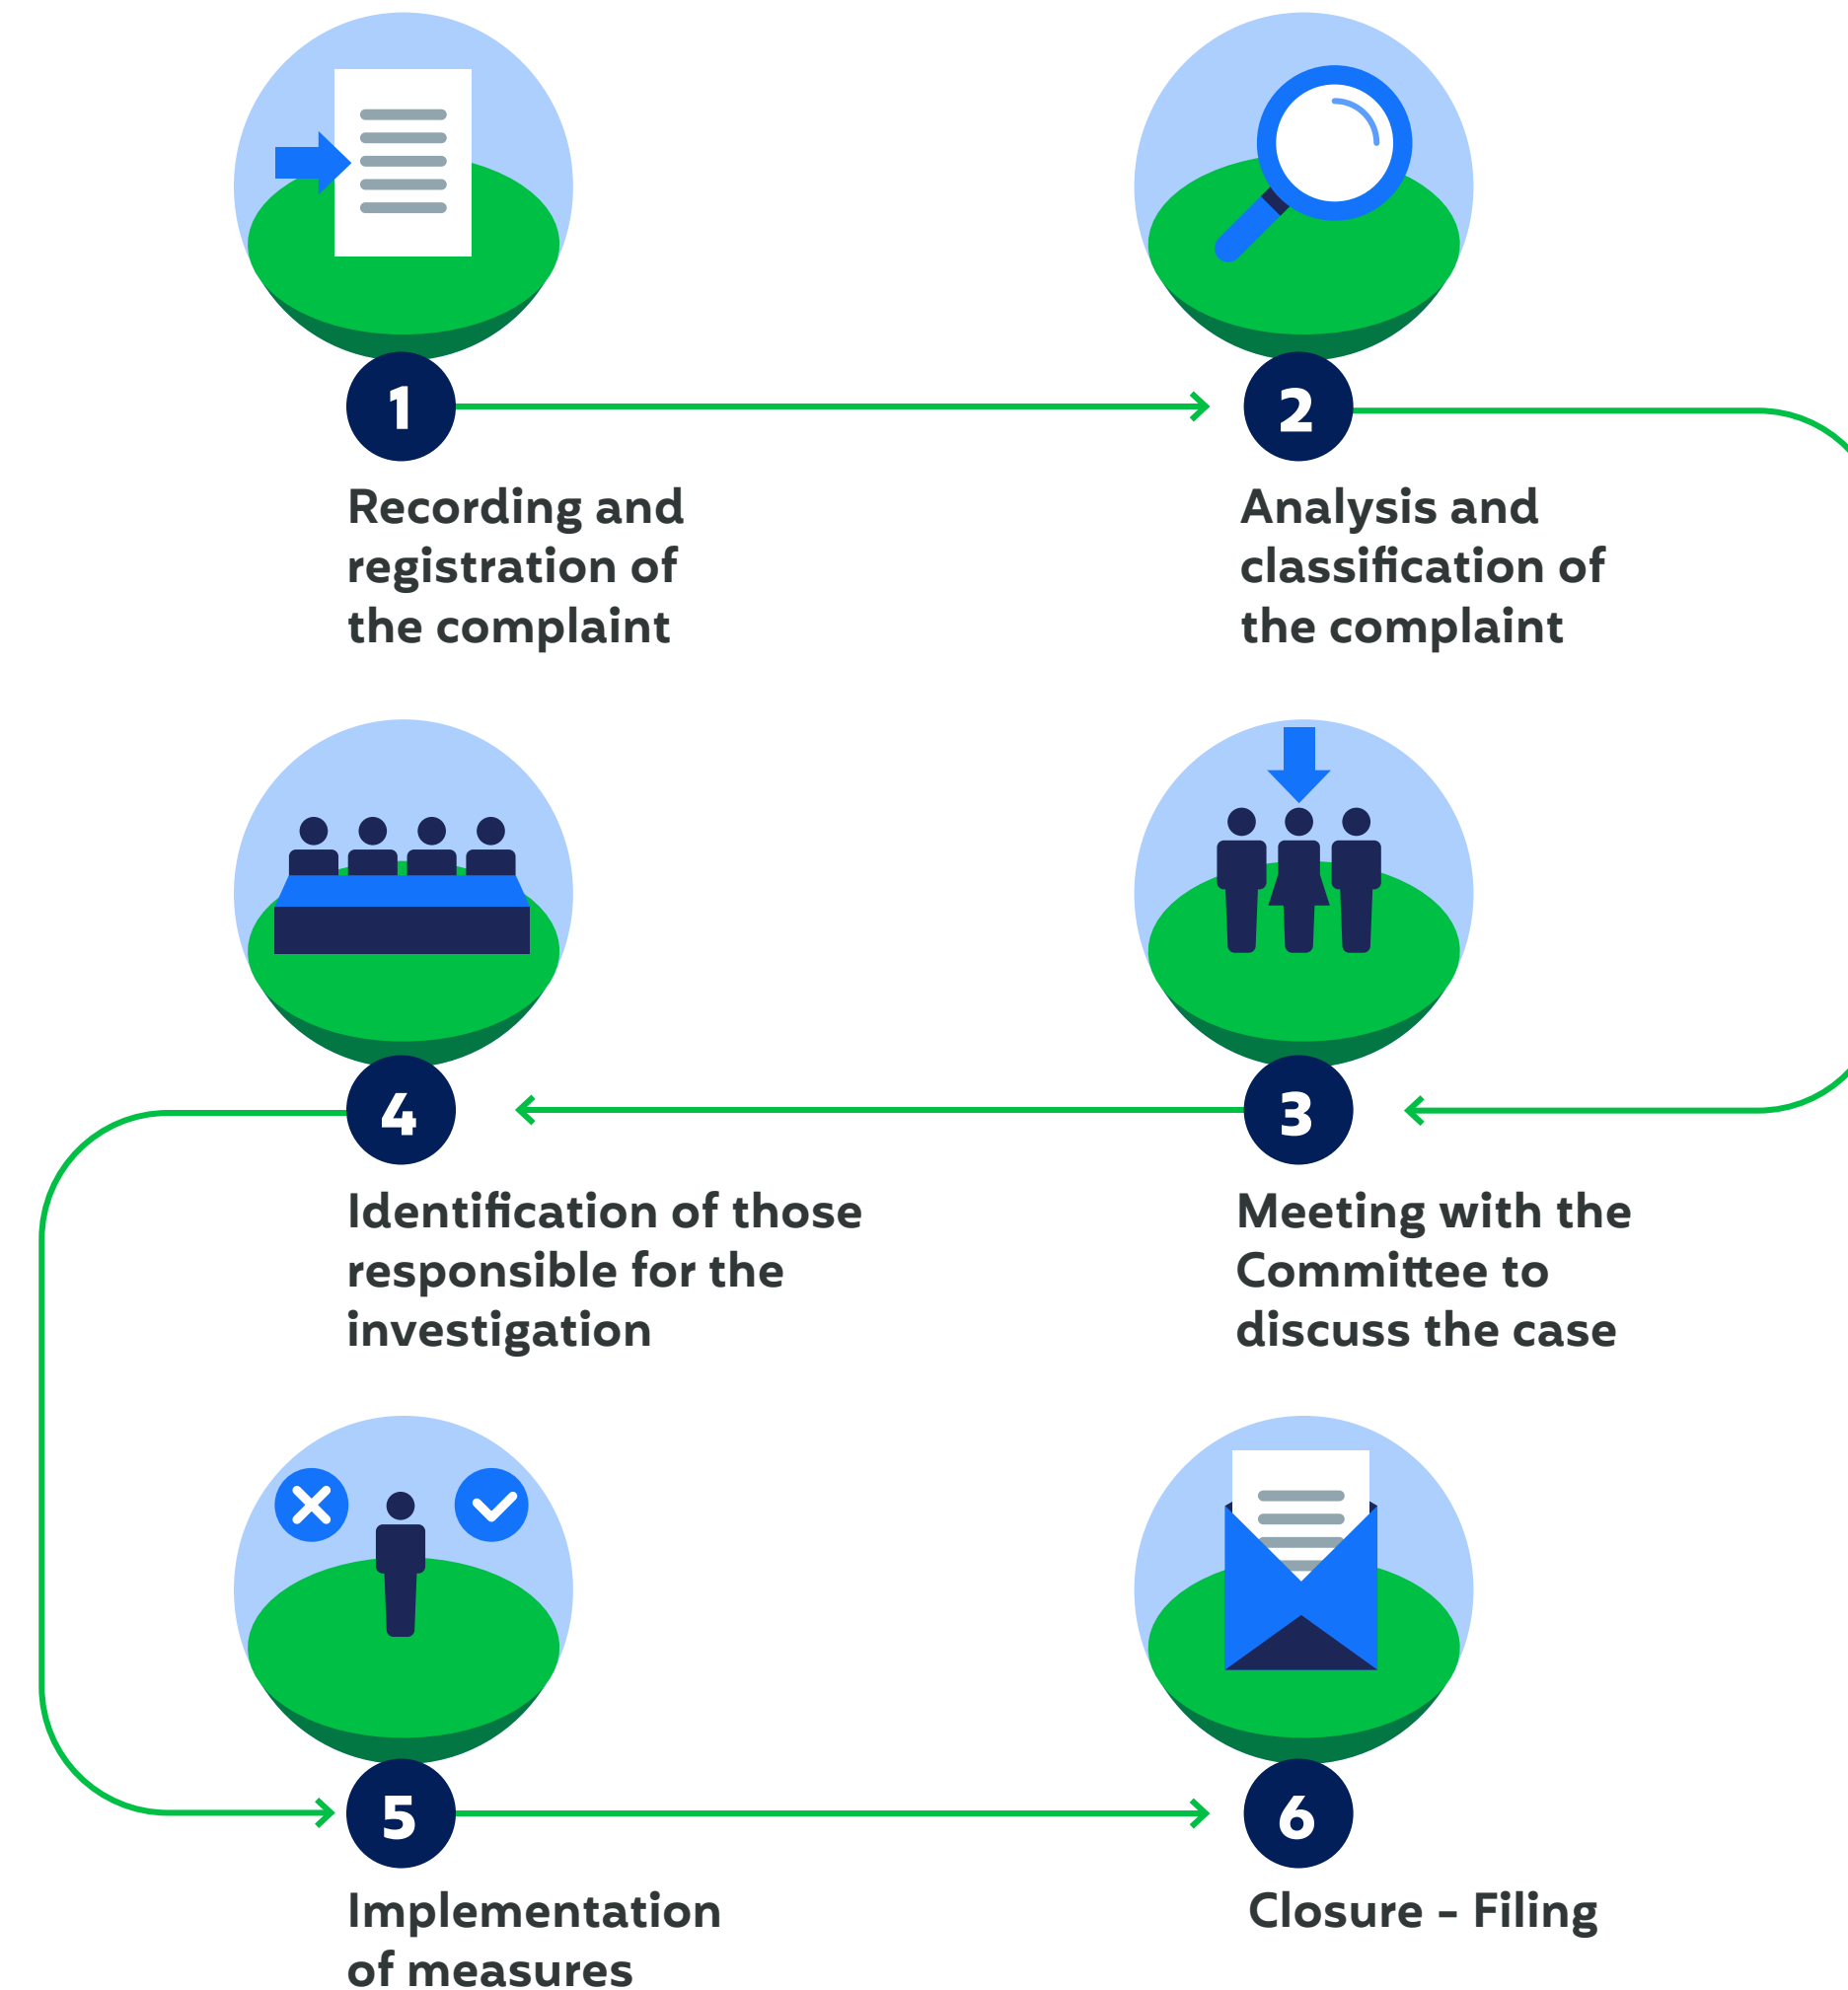 1
Recording and
registration of
the complaint
2
Analysis and
classification of
the complaint
3
Meeting with the
Committee to
discuss the case
4
Identification of those
responsible for the
investigation
5
Implementation
of measures
6
Closure - Filing